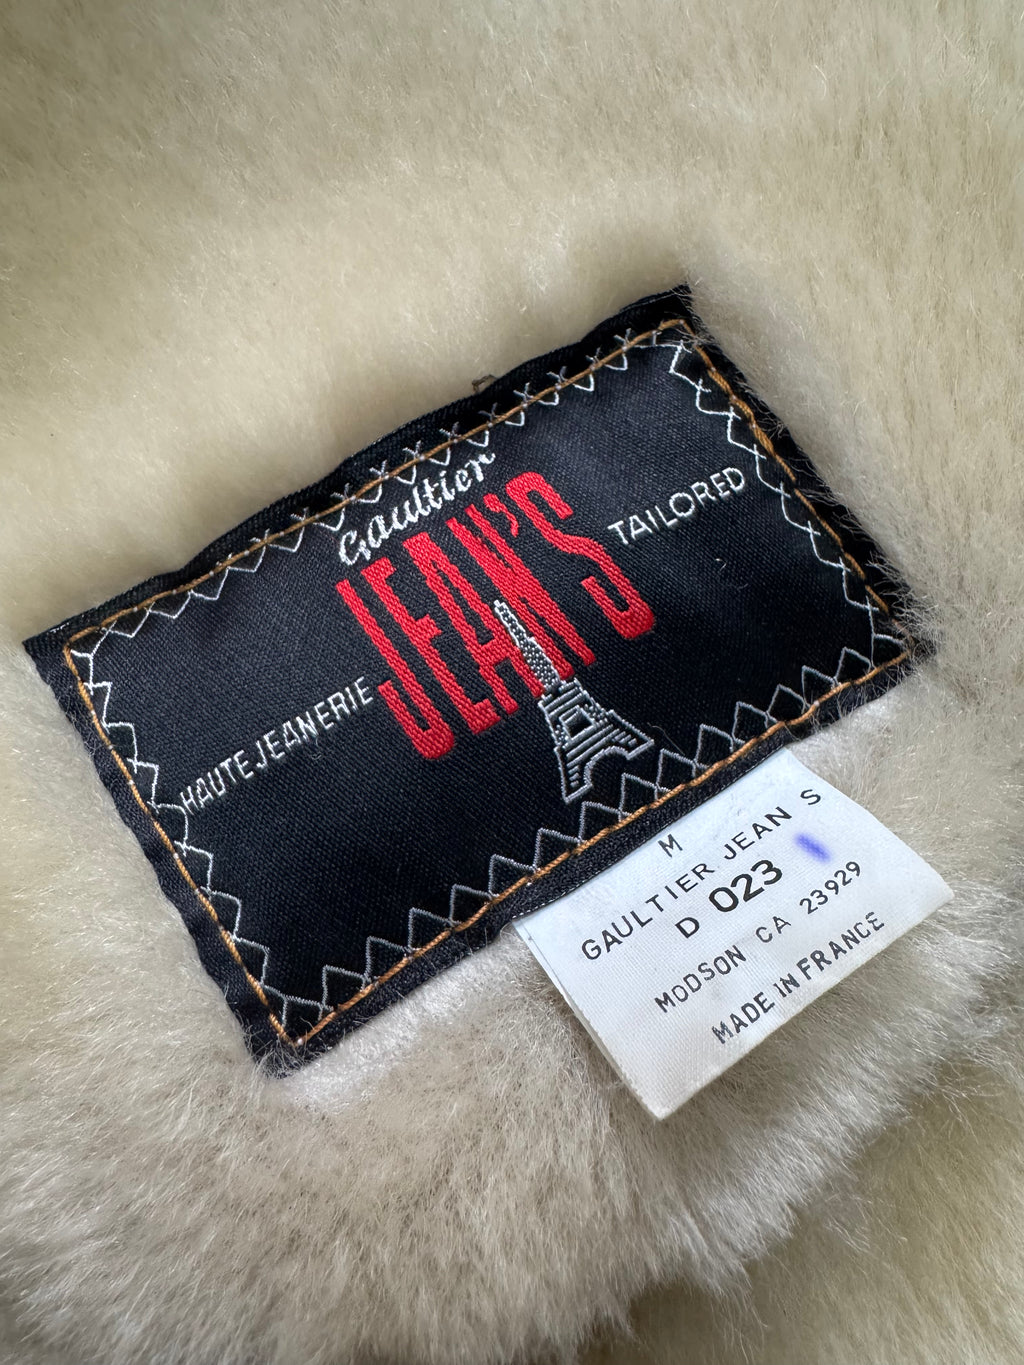 Gaultier
JEAN'S
TAILORED
HAUTE JEANERIE
M
GAULTIER JEAN S
D 023
MODSON CA 23929
MADE IN FRANCE